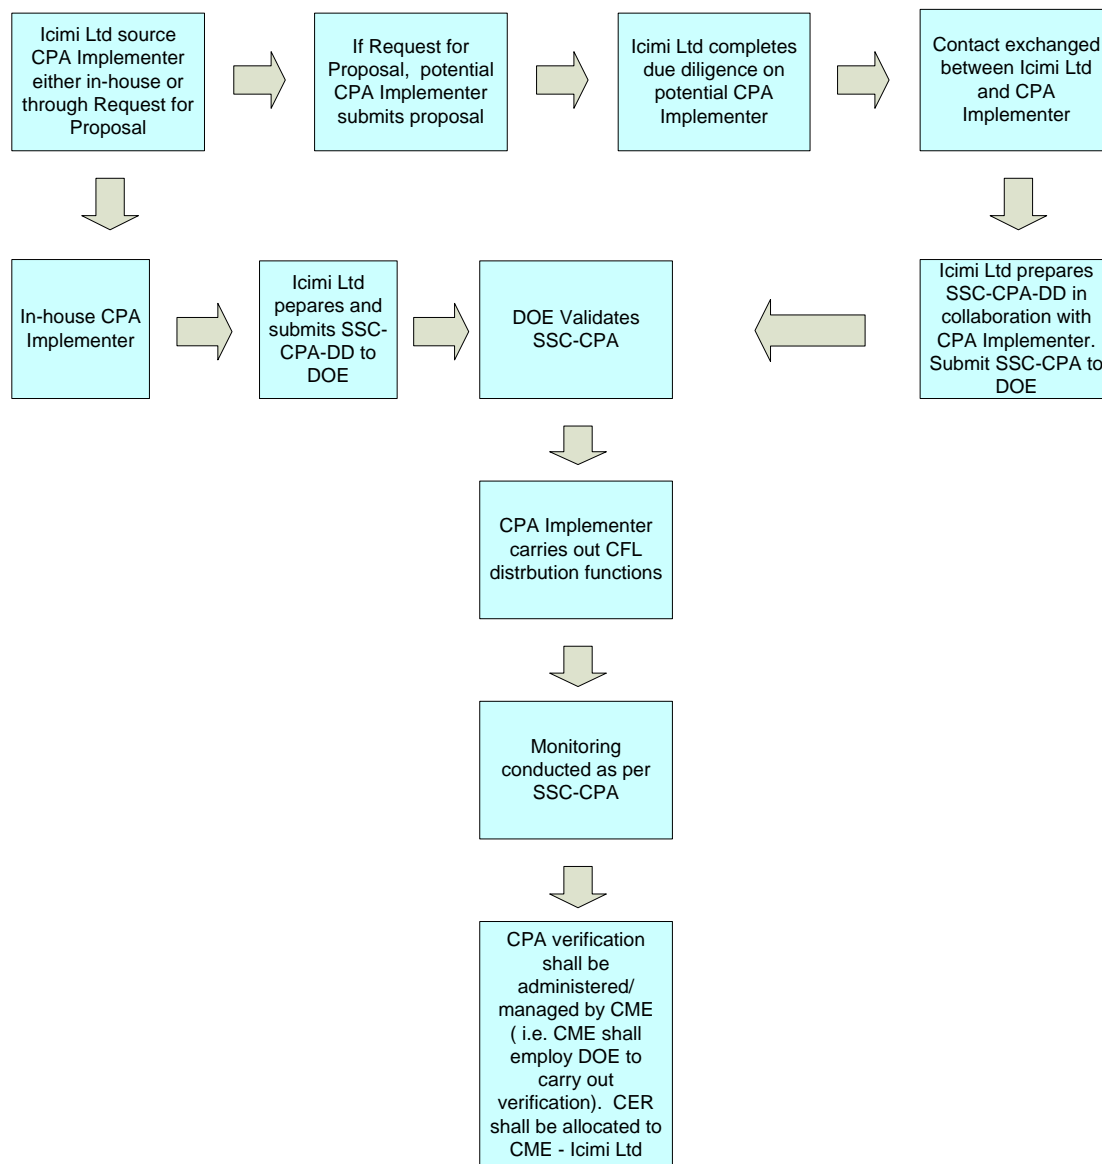 Icimi Ltd source
CPA Implementer
either in-house or
through Request for
Proposal
If Request for
Proposal,  potential
CPA Implementer
submits proposal
Icimi Ltd completes
due diligence on
potential CPA
Implementer
Contact exchanged
between Icimi Ltd
and CPA
Implementer
In-house CPA
Implementer
Icimi Ltd
pepares and
submits SSC-
CPA-DD to
DOE
DOE Validates
SSC-CPA
Icimi Ltd prepares
SSC-CPA-DD in
collaboration with
CPA Implementer.
Submit SSC-CPA to
DOE
CPA Implementer
carries out CFL
distrbution functions
Monitoring
conducted as per
SSC-CPA
CPA verification
shall be
administered/
managed by CME
( i.e. CME shall
employ DOE to
carry out
verification).  CER
shall be allocated to
CME - Icimi Ltd